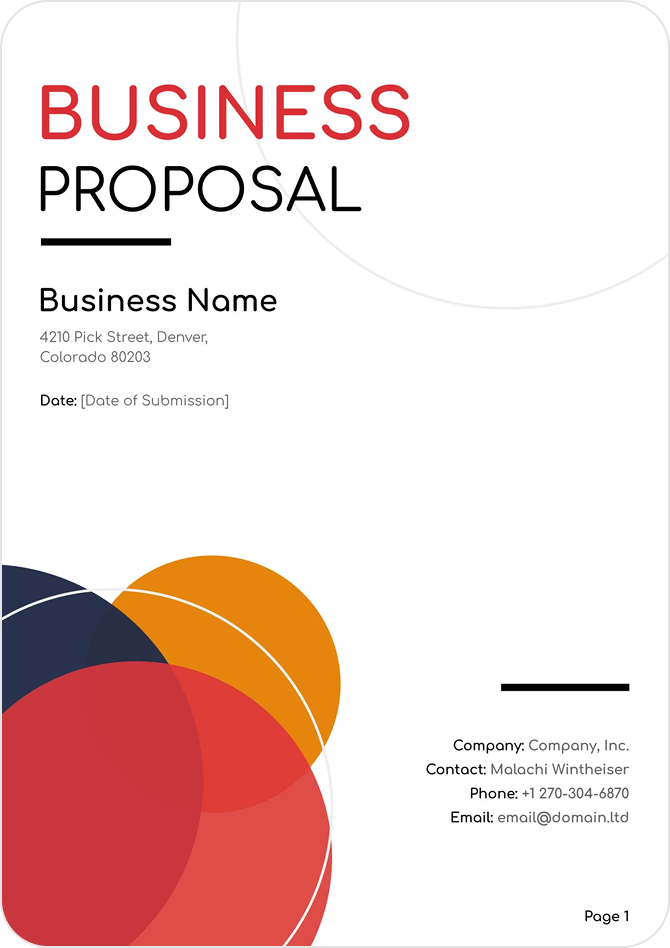 BUSINESS
PROPOSAL
Business Name
4210 Pick Street, Denver,
Colorado 80203
Date: [Date of Submission]
Company: Company, Inc.
Contact: Malachi Wintheiser
Phone: +1 270-304-6870
Email: email@domain.ltd
Page 1